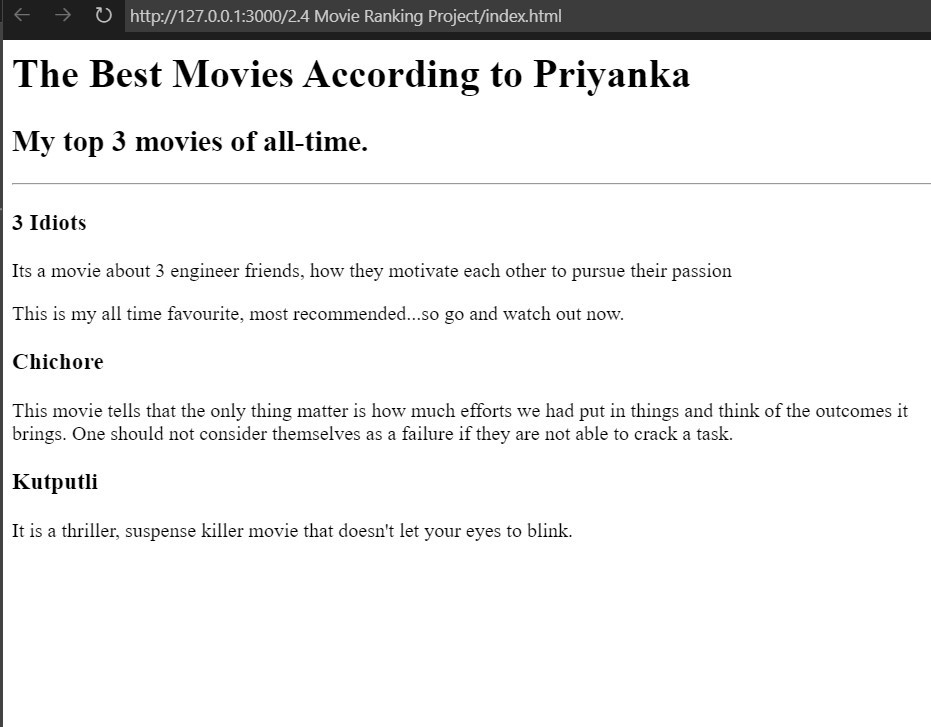 http://127.0.0.1:3000/2.4 Movie Ranking Project/index.html
The Best Movies According to Priyanka
My top 3 movies of all-time.
3 Idiots
Its a movie about 3 engineer friends, how they motivate each other to pursue their passion
This is my all time favourite, most recommended...so go and watch out now.
Chichore
This movie tells that the only thing matter is how much efforts we had put in things and think of the outcomes it
brings. One should not consider themselves as a failure if they are not able to crack a task.
Kutputli
It is a thriller, suspense killer movie that doesn't let your eyes to blink.